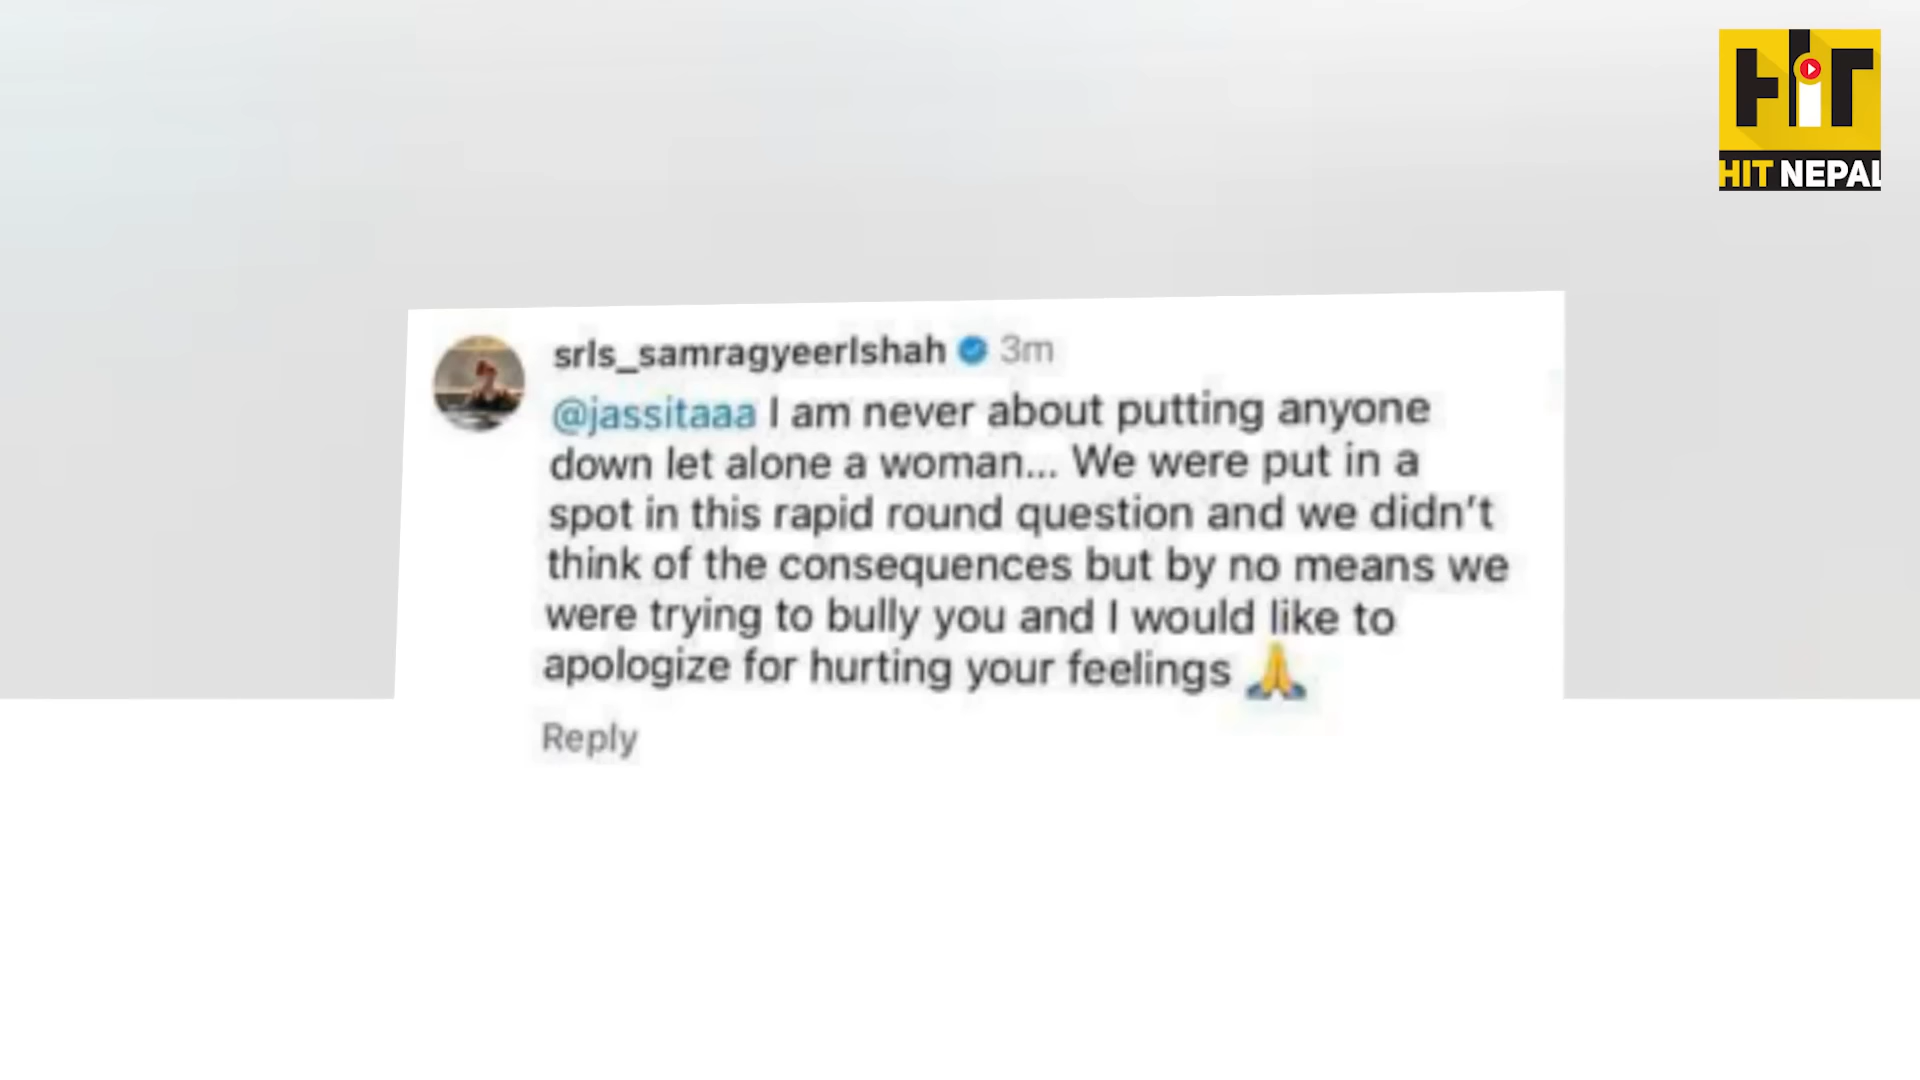 HiT
HIT NEPAL
srls_samragyeerlshah 3m
@jassitaaa I am never about putting anyone
down let alone a woman... We were put in a
spot in this rapid round question and we didn't
think of the consequences but by no means we
were trying to bully you and I would like to
apologize for hurting your feelings 🙏
Reply